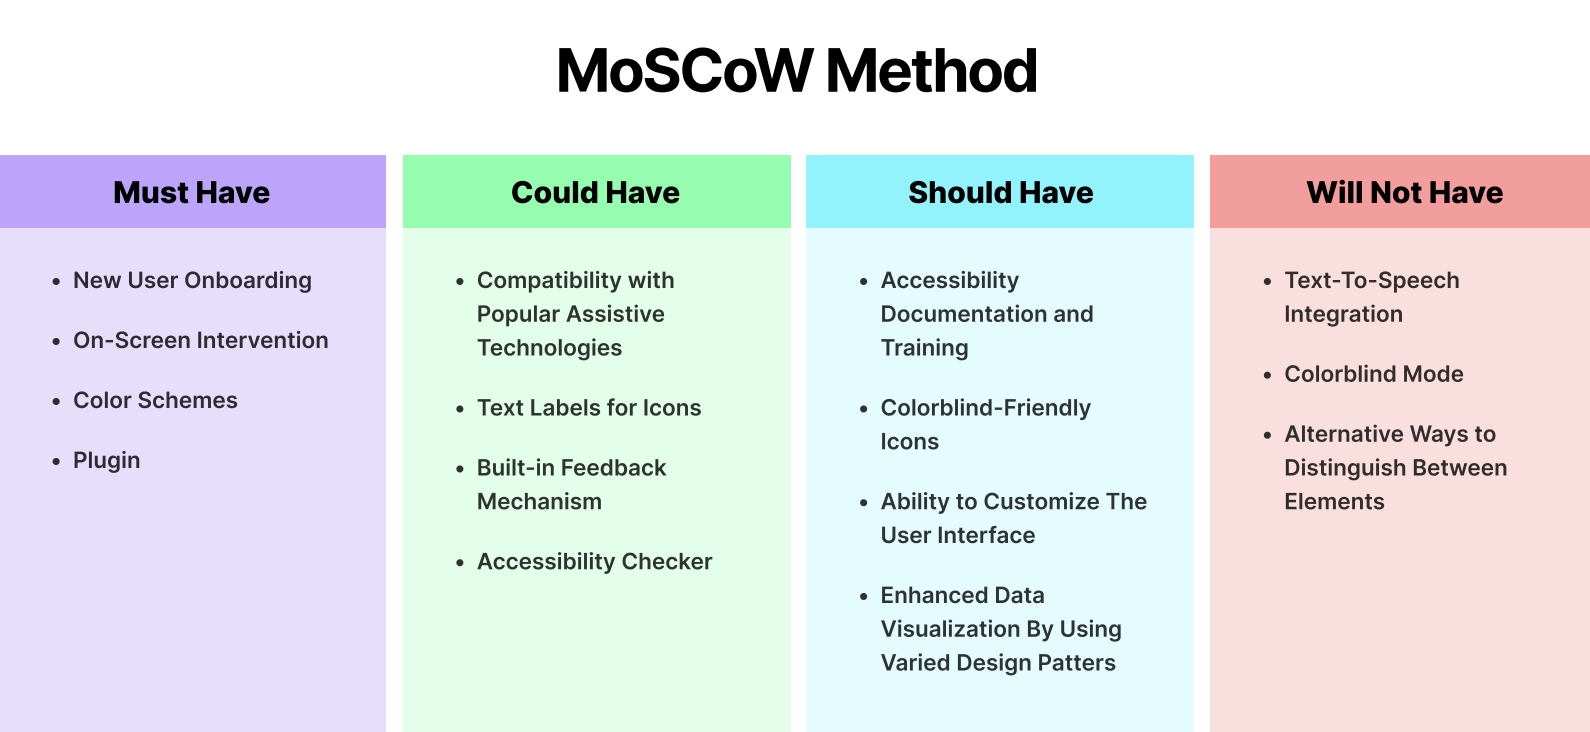 MoSCoW Method
Must Have
• New User Onboarding
• On-Screen Intervention
• Color Schemes
• Plugin
Could Have
• Compatibility with
Popular Assistive
Technologies
• Text Labels for Icons
• Built-in Feedback
Mechanism
• Accessibility Checker
Should Have
• Accessibility
Documentation and
Training
• Colorblind-Friendly
Icons
• Ability to Customize The
User Interface
• Enhanced Data
Visualization By Using
Varied Design Patters
Will Not Have
• Text-To-Speech
Integration
• Colorblind Mode
• Alternative Ways to
Distinguish Between
Elements